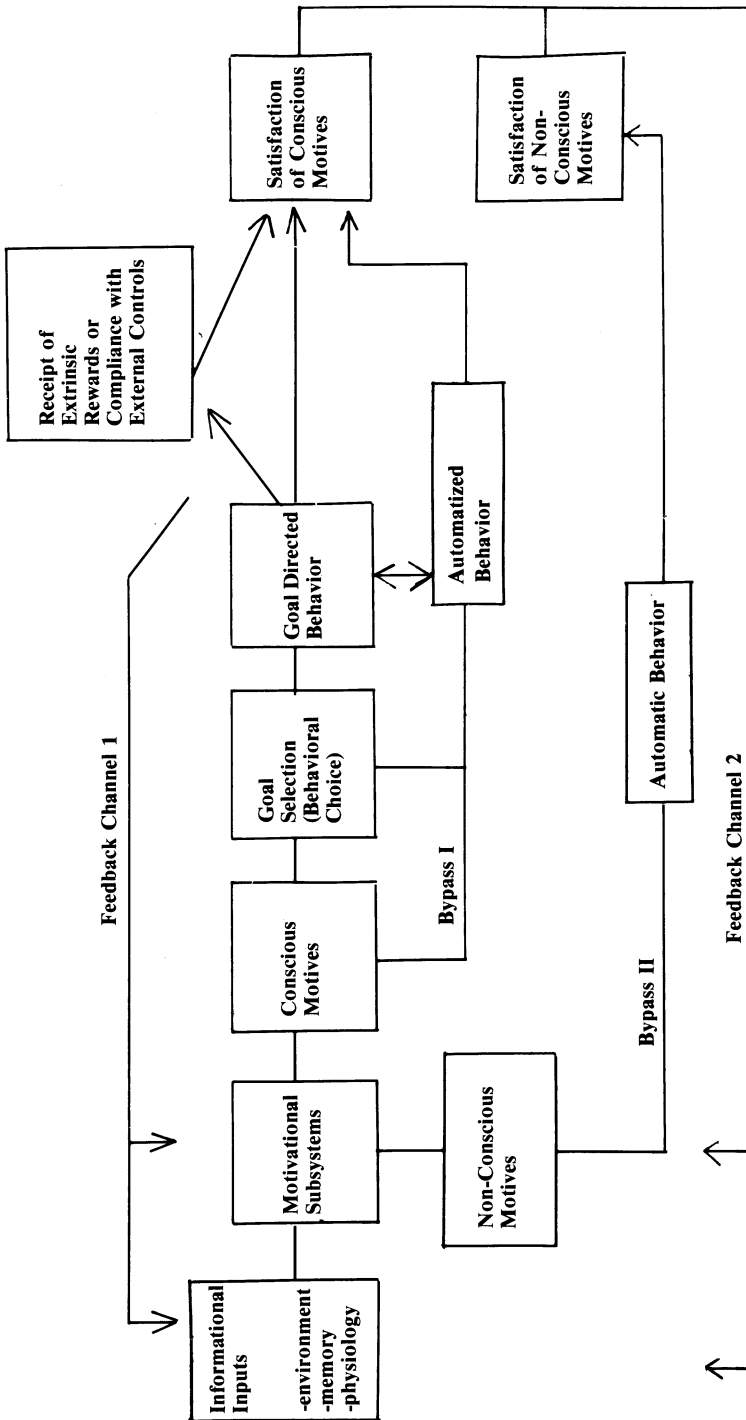 Feedback Channel 1
Receipt of
Extrinsic
Rewards or
Compliance with
External Controls
Informational
Inputs
-environment
-memory
-physiology
Motivational
Subsystems
Conscious
Motives
Goal
Selection
(Behavioral
Choice)
Goal Directed
Behavior
Satisfaction
of Conscious
Motives
Bypass I
Automatized
Behavior
Non-Conscious
Motives
Bypass II
Automatic Behavior
Satisfaction
of Non-
Conscious
Motives
Feedback Channel 2